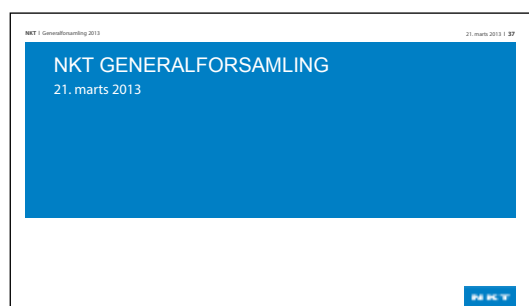 NKT I Generalforsamling 2013
21. marts 2013 I 37
NKT GENERALFORSAMLING
21. marts 2013
NKT